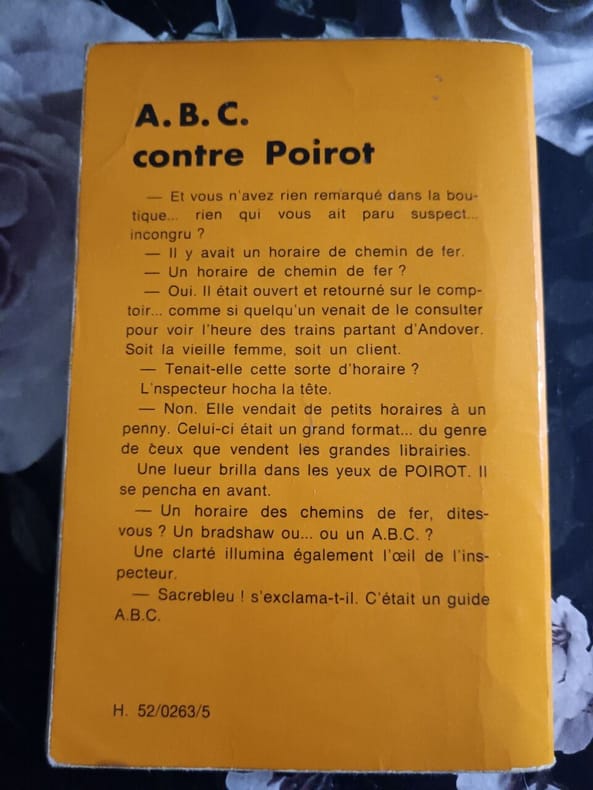 A.B.C.
contre Poirot
— Et vous n'avez rien remarqué dans la bou-
tique... rien qui vous ait paru suspect...
incongru ?
— Il y avait un horaire de chemin de fer.
— Un horaire de chemin de fer ?
— Oui. Il était ouvert et retourné sur le comp-
toir... comme si quelqu'un venait de le consulter
pour voir l'heure des trains partant d'Andover.
Soit la vieille femme, soit un client.
— Tenait-elle cette sorte d'horaire ?
L'nspecteur hocha la tête.
— Non. Elle vendait de petits horaires à un
penny. Celui-ci était un grand format... du genre
de ceux que vendent les grandes librairies.
Une lueur brilla dans les yeux de POIROT. Il
se pencha en avant.
— Un horaire des chemins de fer, dites-
vous ? Un bradshaw ou... ou un A.B.C. ?
Une clarté illumina également l'œil de l'ins-
pecteur.
— Sacrebleu ! s'exclama-t-il. C'était un guide
A.B.C.
H. 52/0263/5